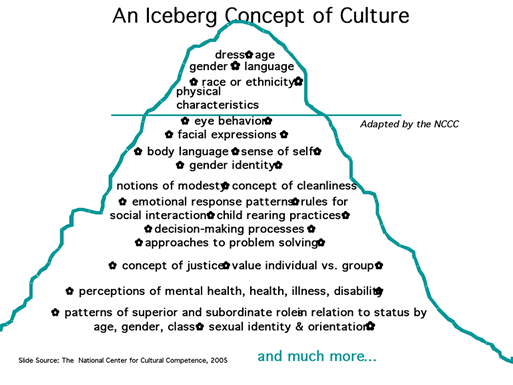 An Iceberg Concept of Culture
dress✿age
gender ✿ language
✿ race or ethnicity✿
physical
characteristics
✿ eye behavior✿
Adapted by the NCCC
✿ facial expressions ✿
✿ body language ✿sense of self✿
✿ gender identity✿
notions of modesty✿ concept of cleanliness
✿ emotional response patterns✿rules for
social interaction✿ child rearing practices✿
✿decision-making processes ✿
✿approaches to problem solving✿
✿ concept of justice✿value individual vs. group✿
✿ perceptions of mental health, health, illness, disability✿
✿ patterns of superior and subordinate roles in relation to status by
age, gender, class✿ sexual identity & orientation✿
and much more...
Slide Source: The National Center for Cultural Competence, 2005